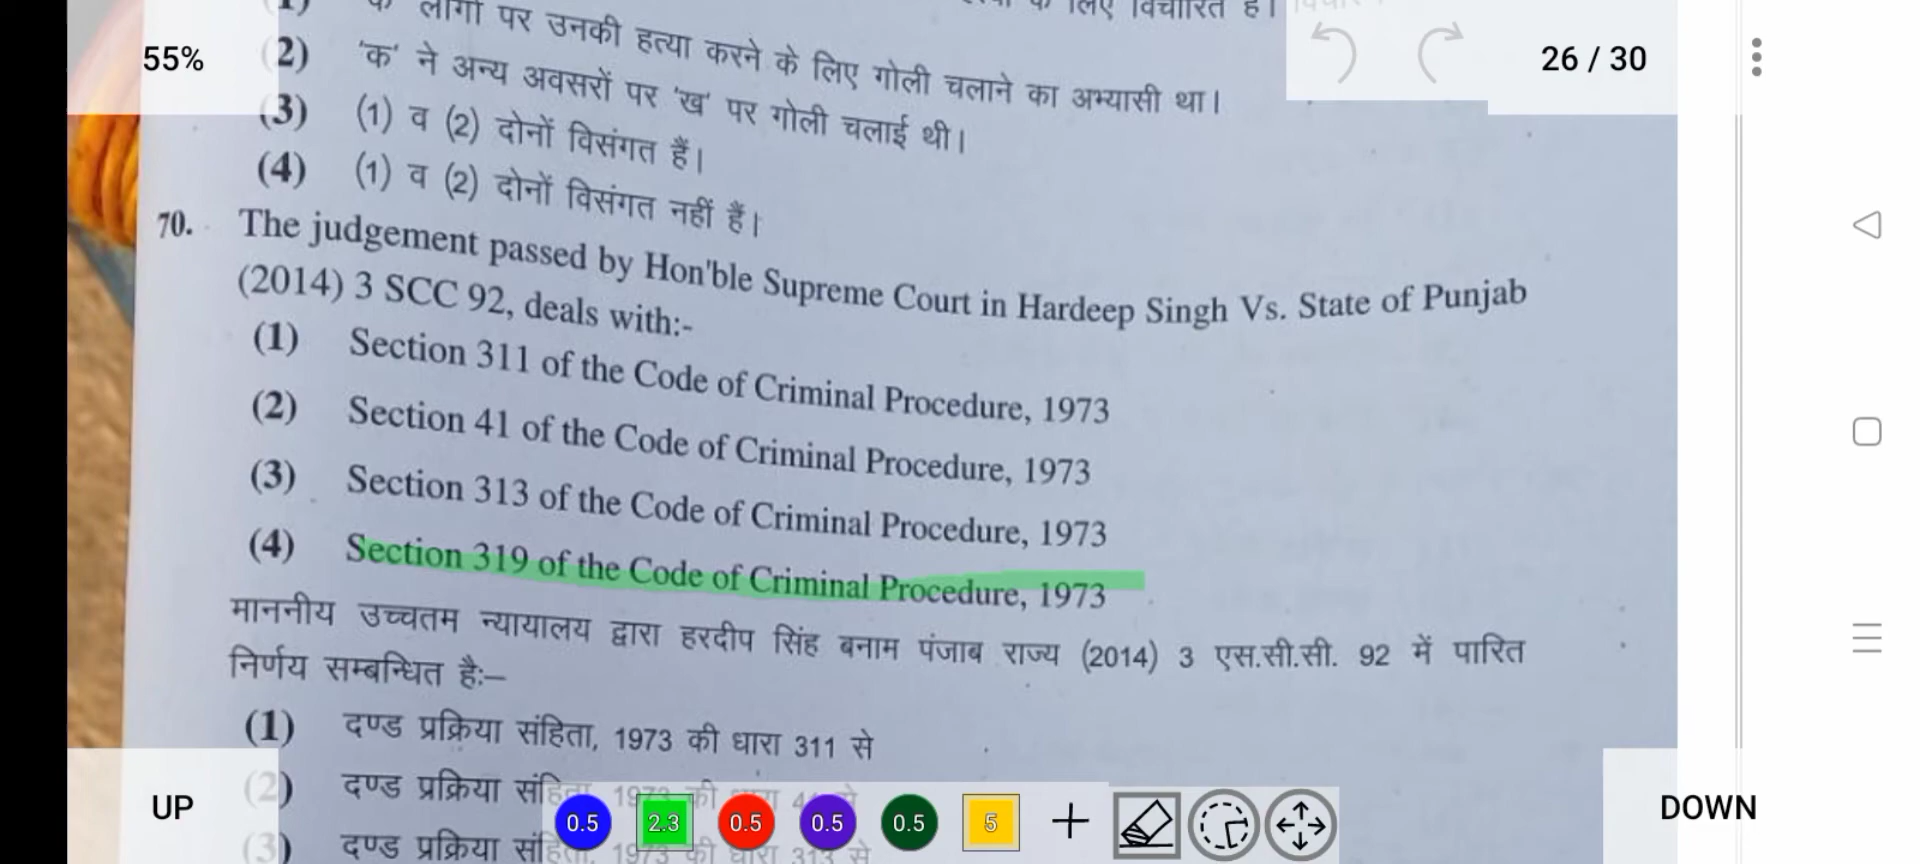 55%
26 / 30
लोगों पर उनकी हत्या करने के लिए गोली चलाने का अभ्यासी था।
(2) 'क' ने अन्य अवसरों पर 'ख' पर गोली चलाई थी।
(3) (1) व (2) दोनों विसंगत हैं।
(4) (1) व (2) दोनों विसंगत नहीं हैं।
70. The judgement passed by Hon'ble Supreme Court in Hardeep Singh Vs. State of Punjab
(2014) 3 SCC 92, deals with:-
(1) Section 311 of the Code of Criminal Procedure, 1973
(2) Section 41 of the Code of Criminal Procedure, 1973
(3) Section 313 of the Code of Criminal Procedure, 1973
(4) Section 319 of the Code of Criminal Procedure, 1973
माननीय उच्चतम न्यायालय द्वारा हरदीप सिंह बनाम पंजाब राज्य (2014) 3 एस.सी.सी. 92 में पारित
निर्णय सम्बन्धित है:–
(1) दण्ड प्रक्रिया संहिता, 1973 की धारा 311 से
(2) दण्ड प्रक्रिया संहिता, 1973 की धारा 41 से
(3) दण्ड प्रक्रिया संहिता, 1973 की धारा 313 से
UP
0.5 2.3 0.5 0.5 0.5 5
DOWN